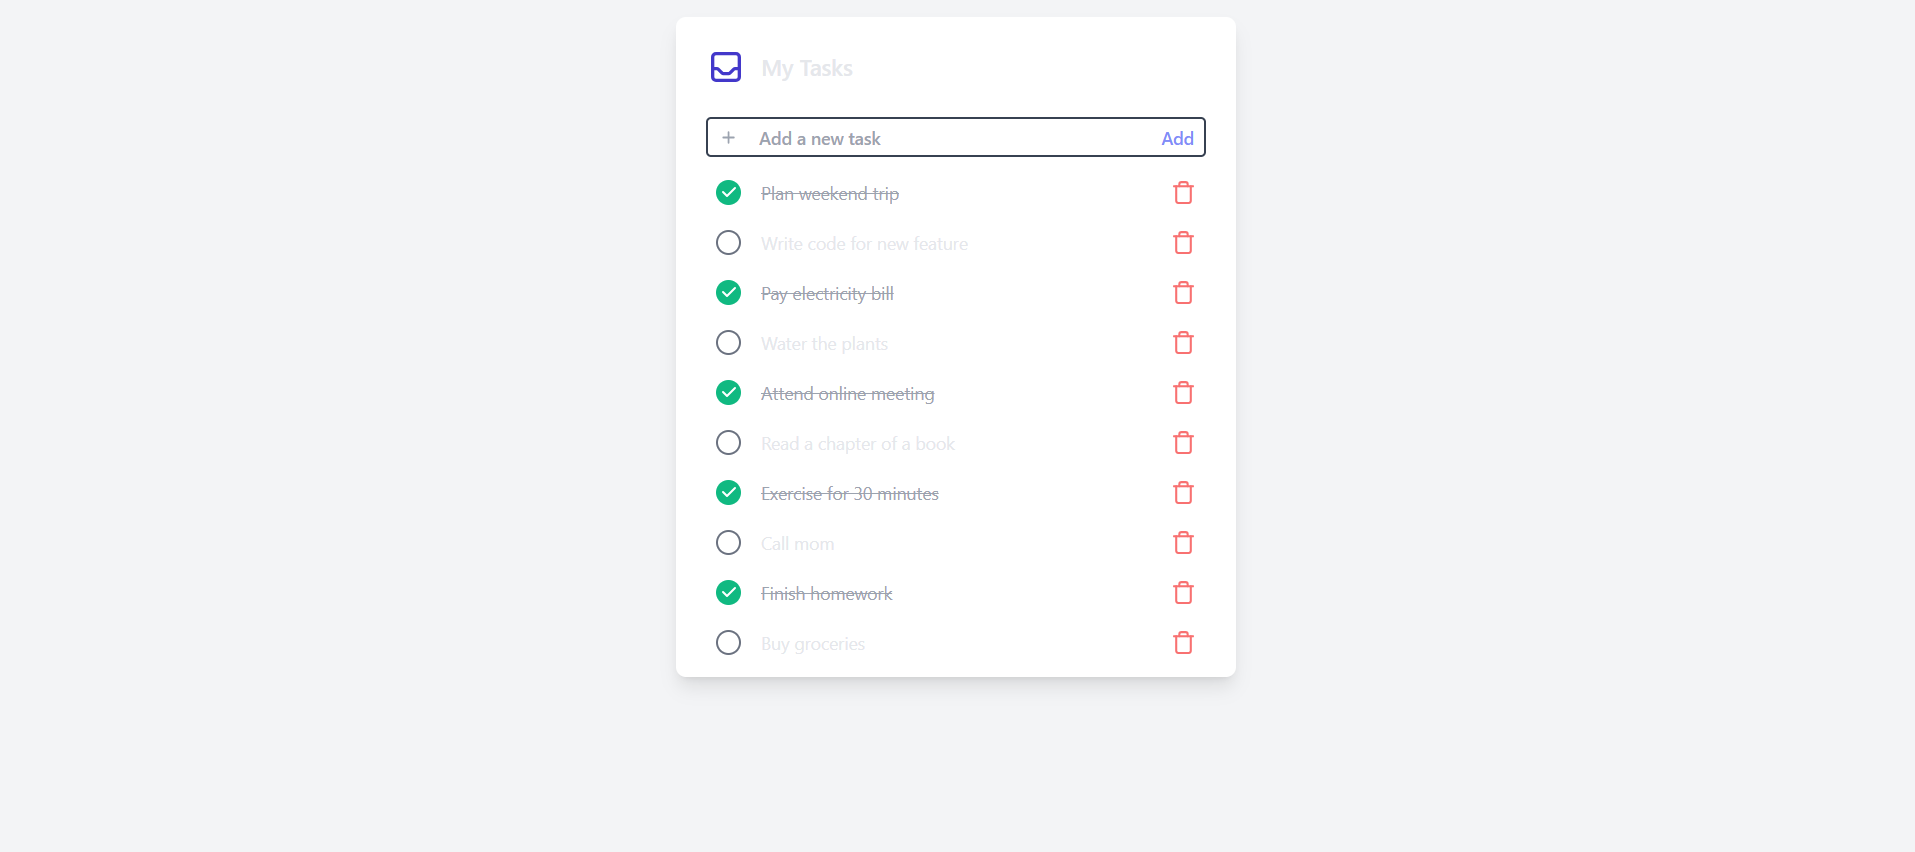 My Tasks
Add a new task Add
Plan weekend trip
Write code for new feature
Pay electricity bill
Water the plants
Attend online meeting
Read a chapter of a book
Exercise for 30 minutes
Call mom
Finish homework
Buy groceries